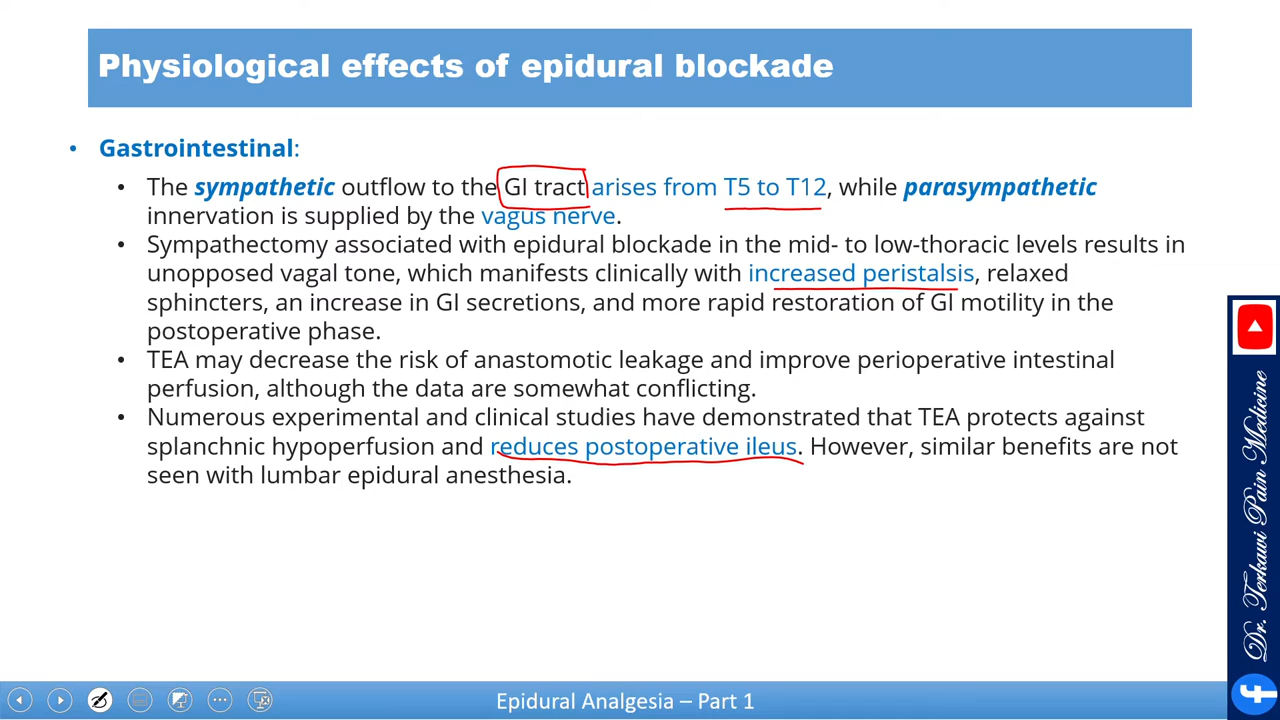 Physiological effects of epidural blockade
• Gastrointestinal:
• The sympathetic outflow to the GI tract arises from T5 to T12, while parasympathetic
innervation is supplied by the vagus nerve.
• Sympathectomy associated with epidural blockade in the mid- to low-thoracic levels results in
unopposed vagal tone, which manifests clinically with increased peristalsis, relaxed
sphincters, an increase in GI secretions, and more rapid restoration of GI motility in the
postoperative phase.
• TEA may decrease the risk of anastomotic leakage and improve perioperative intestinal
perfusion, although the data are somewhat conflicting.
• Numerous experimental and clinical studies have demonstrated that TEA protects against
splanchnic hypoperfusion and reduces postoperative ileus. However, similar benefits are not
seen with lumbar epidural anesthesia.
Dr. Terkawi Pain Medicine
Epidural Analgesia – Part 1